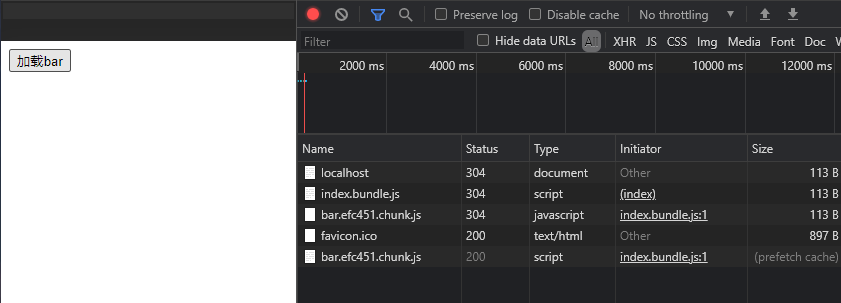 加载bar
Preserve log
Disable cache
No throttling
Filter
Hide data URLs
All
XHR
JS
CSS
Img
Media
Font
Doc
W
2000 ms
4000 ms
6000 ms
8000 ms
10000 ms
12000 ms
Name Status Type Initiator Size
localhost 304 document Other 113 B
index.bundle.js 304 script (index) 113 B
bar.efc451.chunk.js 304 javascript index.bundle.js:1 113 B
favicon.ico 200 text/html Other 897 B
bar.efc451.chunk.js 200 script index.bundle.js:1 (prefetch cache)